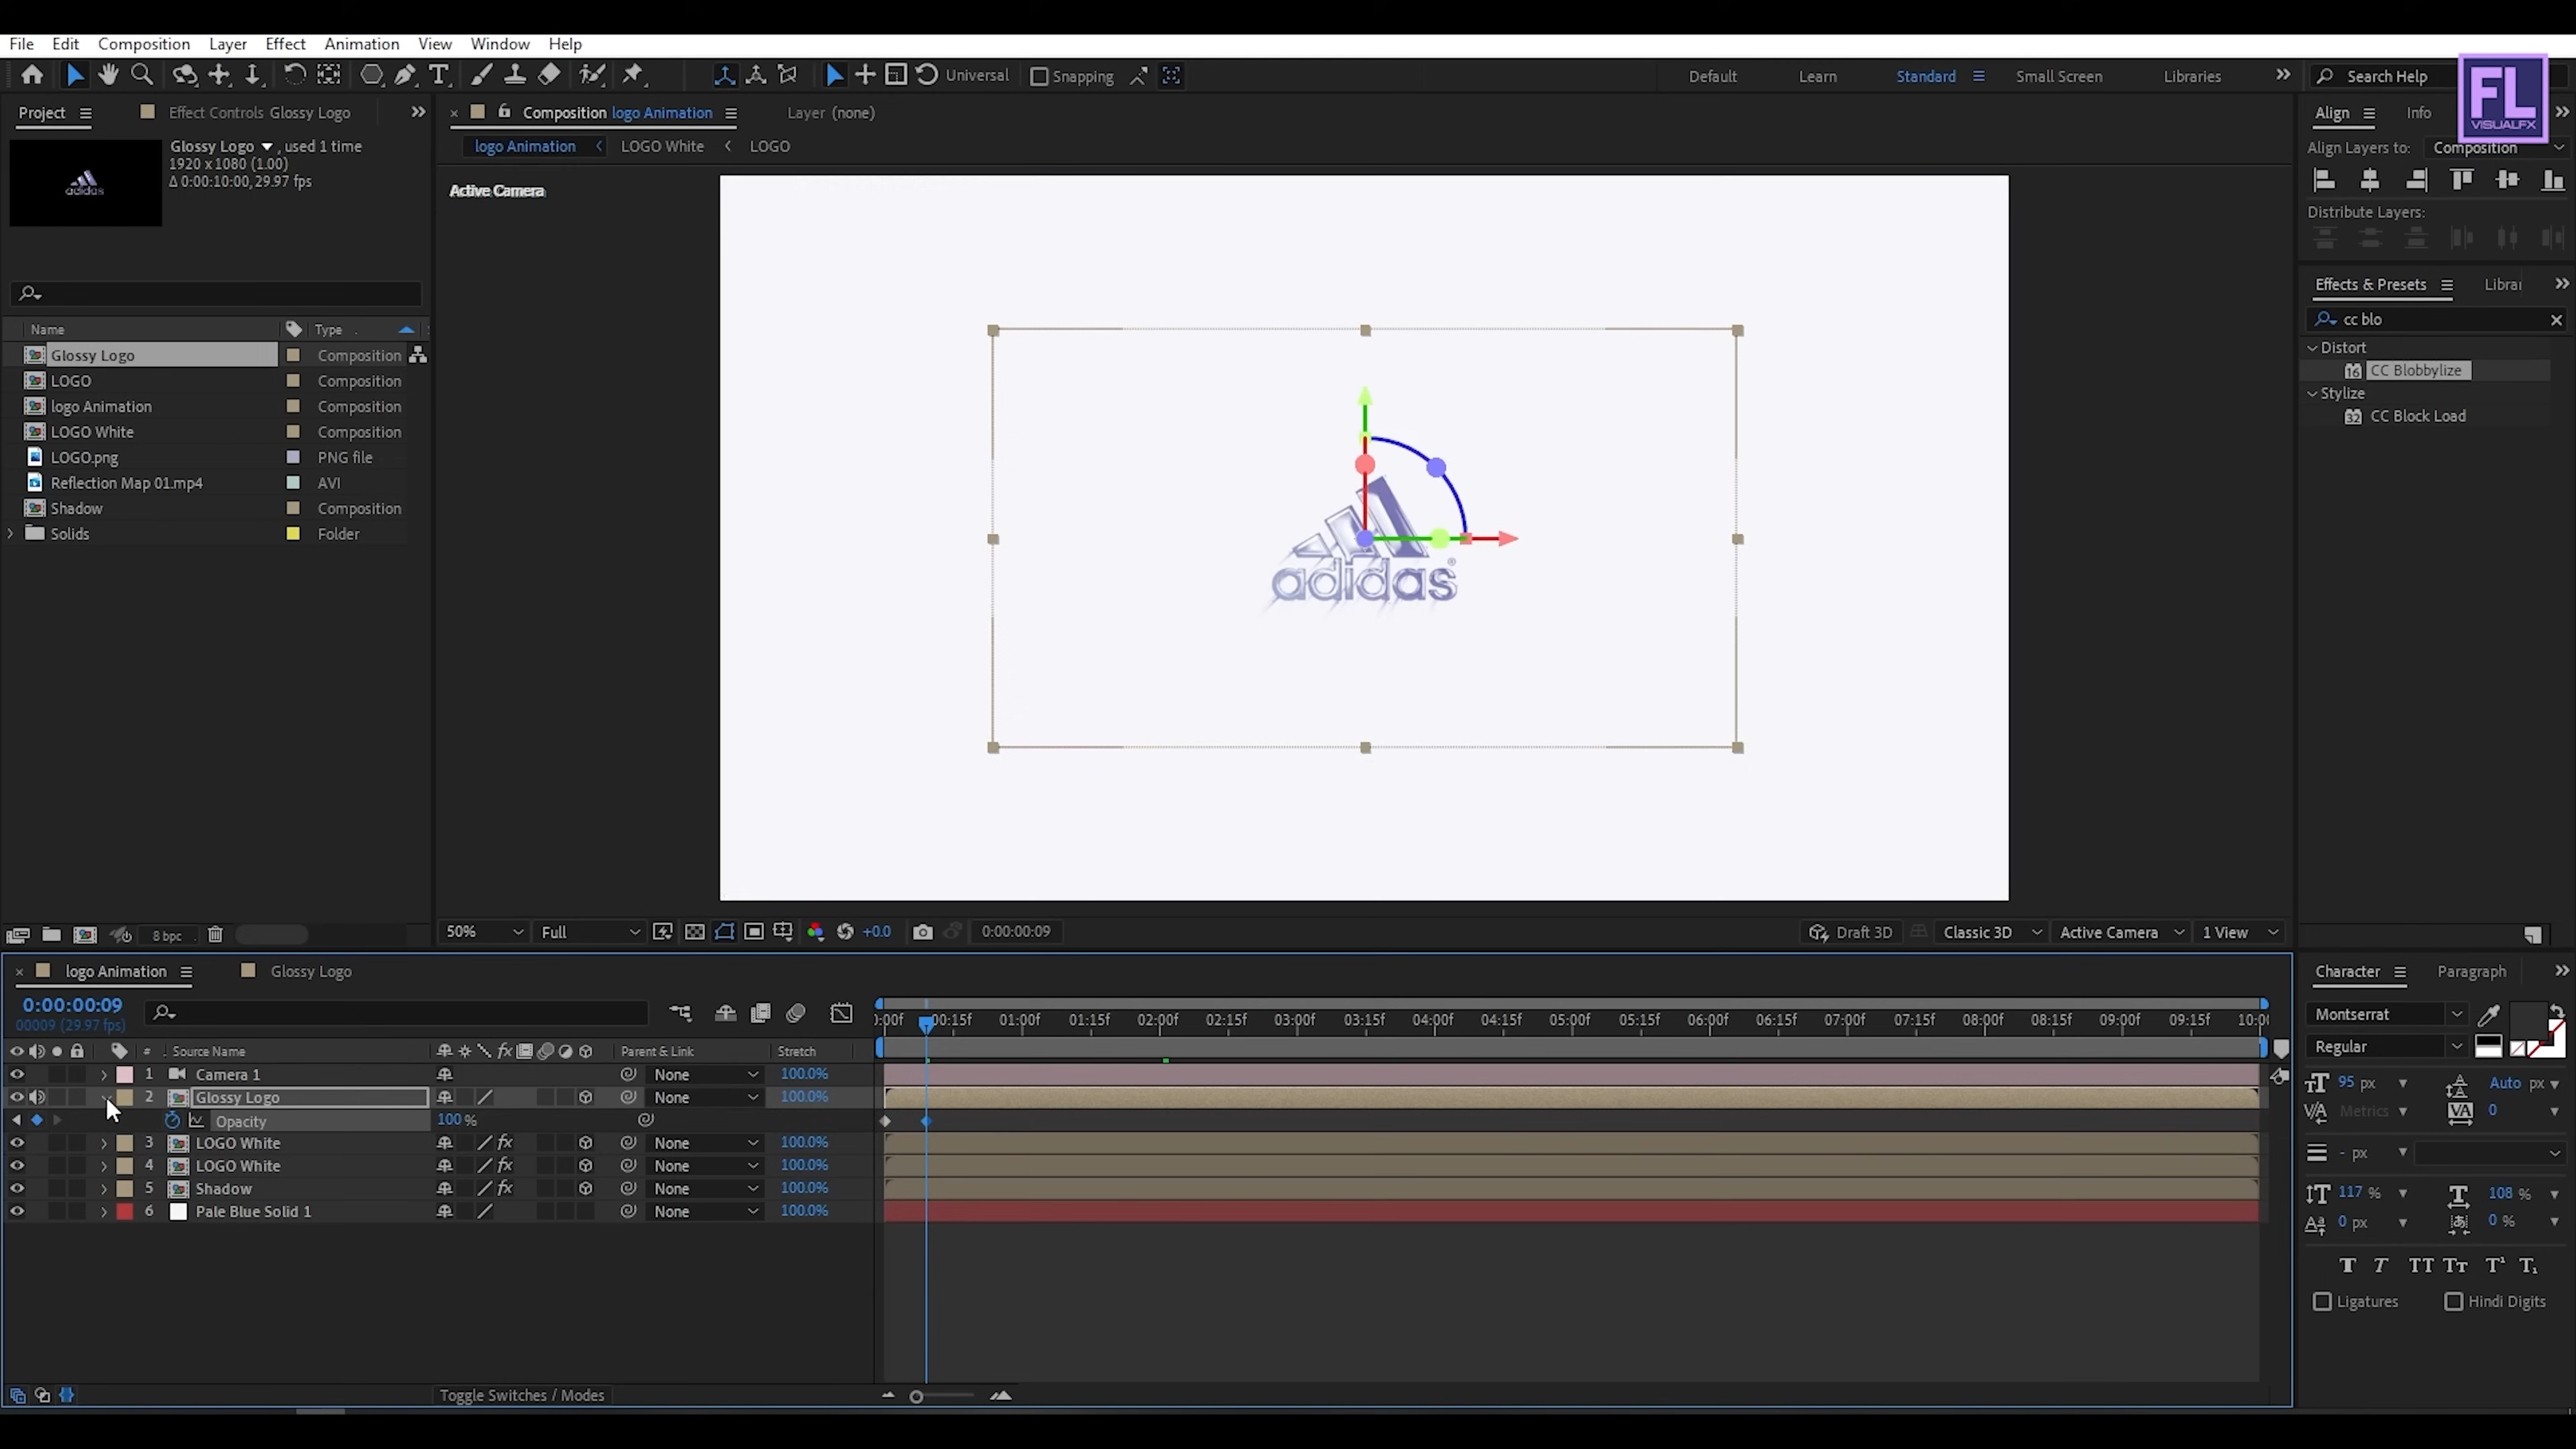 File Edit Composition Layer Effect Animation View Window Help
Universal Snapping Default Learn Standard Small Screen Libraries Search Help
FL
VISUALFX
Project Effect Controls Glossy Logo
Composition logo Animation Layer (none)
Align Info
logo Animation LOGO White LOGO
Align Layers to: Composition
Glossy Logo , used 1 time
1920 x 1080 (1.00)
Δ 0:00:10:00, 29.97 fps
adidas
Active Camera
Distribute Layers:
Effects & Presets Librar
cc blo
Name Type
Distort
16 CC Blobbylize
Stylize
32 CC Block Load
Glossy Logo Composition
LOGO Composition
logo Animation Composition
LOGO White Composition
LOGO.png PNG file
Reflection Map 01.mp4 AVI
Shadow Composition
Solids Folder
adidas®
8 bpc
50% Full +0.0 0:00:00:09 Draft 3D Classic 3D Active Camera 1 View
logo Animation Glossy Logo
0:00:00:09
00009 (29.97 fps)
):00f 00:15f 01:00f 01:15f 02:00f 02:15f 03:00f 03:15f 04:00f 04:15f 05:00f 05:15f 06:00f 06:15f 07:00f 07:15f 08:00f 08:15f 09:00f 09:15f 10:00
# Source Name fx Parent & Link Stretch
1 Camera 1 None 100.0%
2 Glossy Logo None 100.0%
Opacity 100 %
3 LOGO White fx None 100.0%
4 LOGO White fx None 100.0%
5 Shadow fx None 100.0%
6 Pale Blue Solid 1 None 100.0%
Toggle Switches / Modes
Character Paragraph
Montserrat
Regular
95 px Auto px
Metrics 0
- px
117 % 108 %
0 px 0 %
T T TT Tт T¹ T₁
Ligatures Hindi Digits